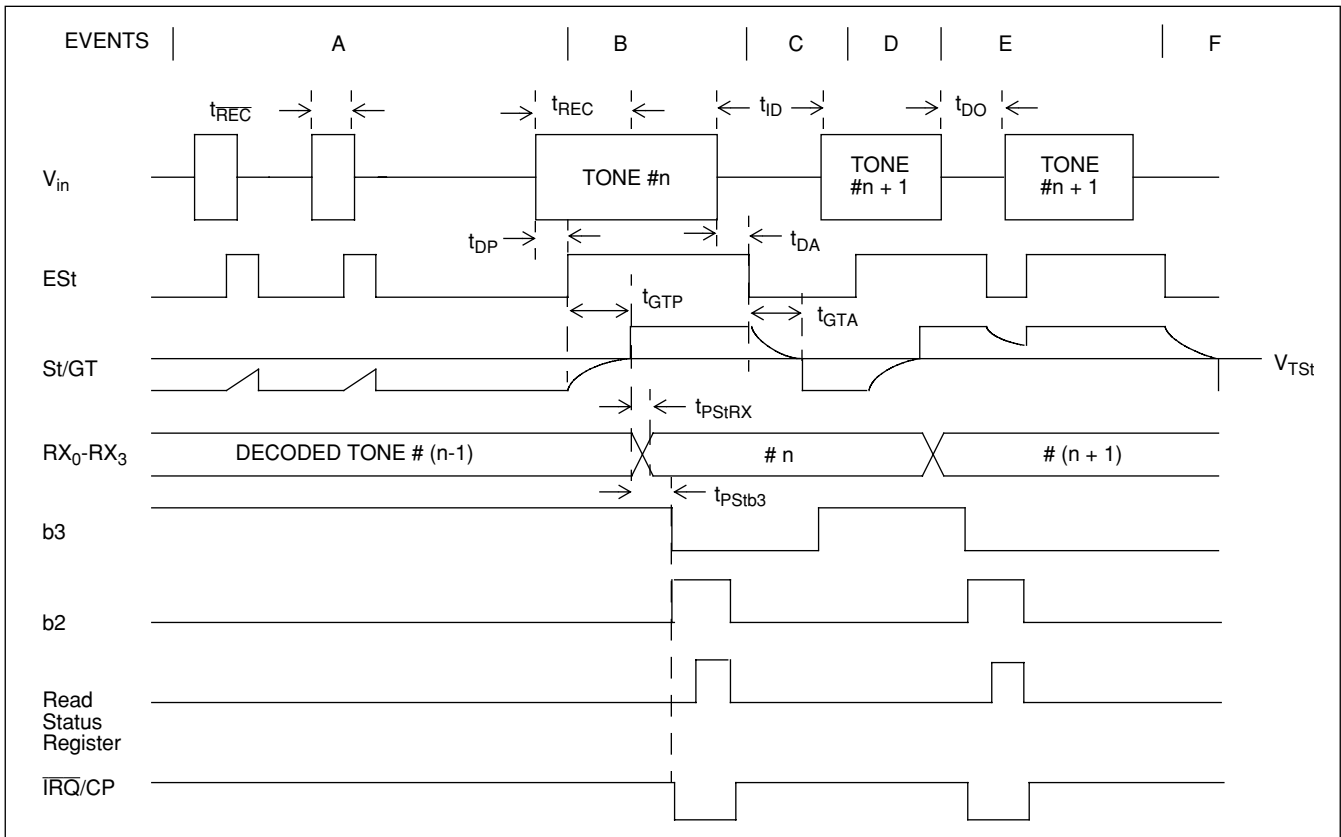 EVENTS A B C D E F
tREC tREC tID tDO
Vin TONE #n TONE #n + 1 TONE #n + 1
tDP tDA
ESt
tGTP tGTA
St/GT VTSt
tPStRX
RX0-RX3 DECODED TONE # (n-1) # n # (n + 1)
tPStb3
b3
b2
Read
Status
Register
IRQ/CP